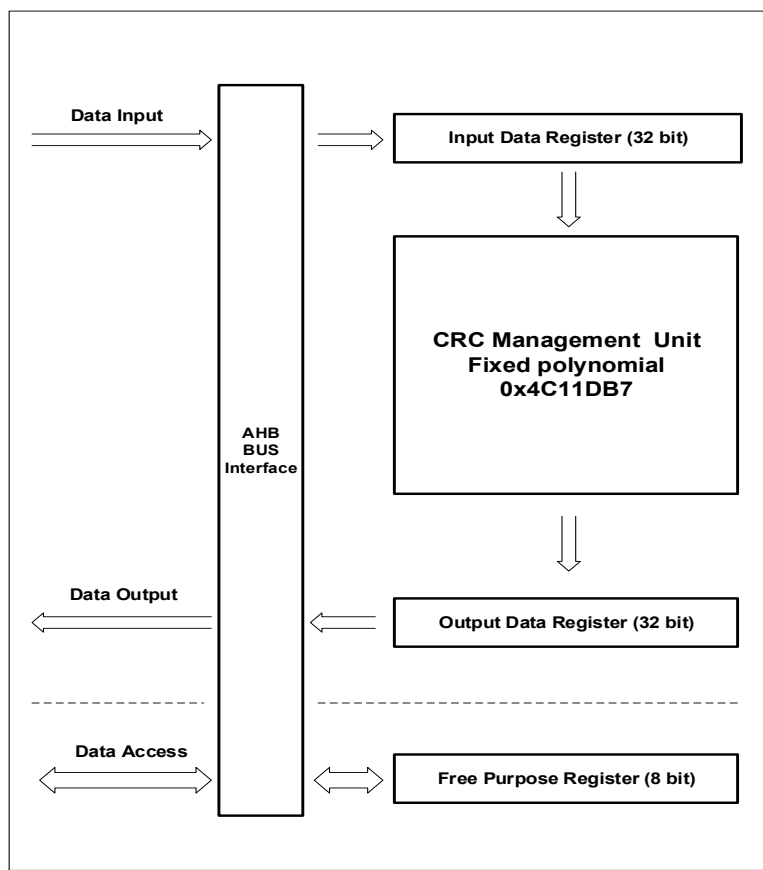 Data Input
Input Data Register (32 bit)
CRC Management Unit
Fixed polynomial
0x4C11DB7
AHB
BUS
Interface
Data Output
Output Data Register (32 bit)
Data Access
Free Purpose Register (8 bit)